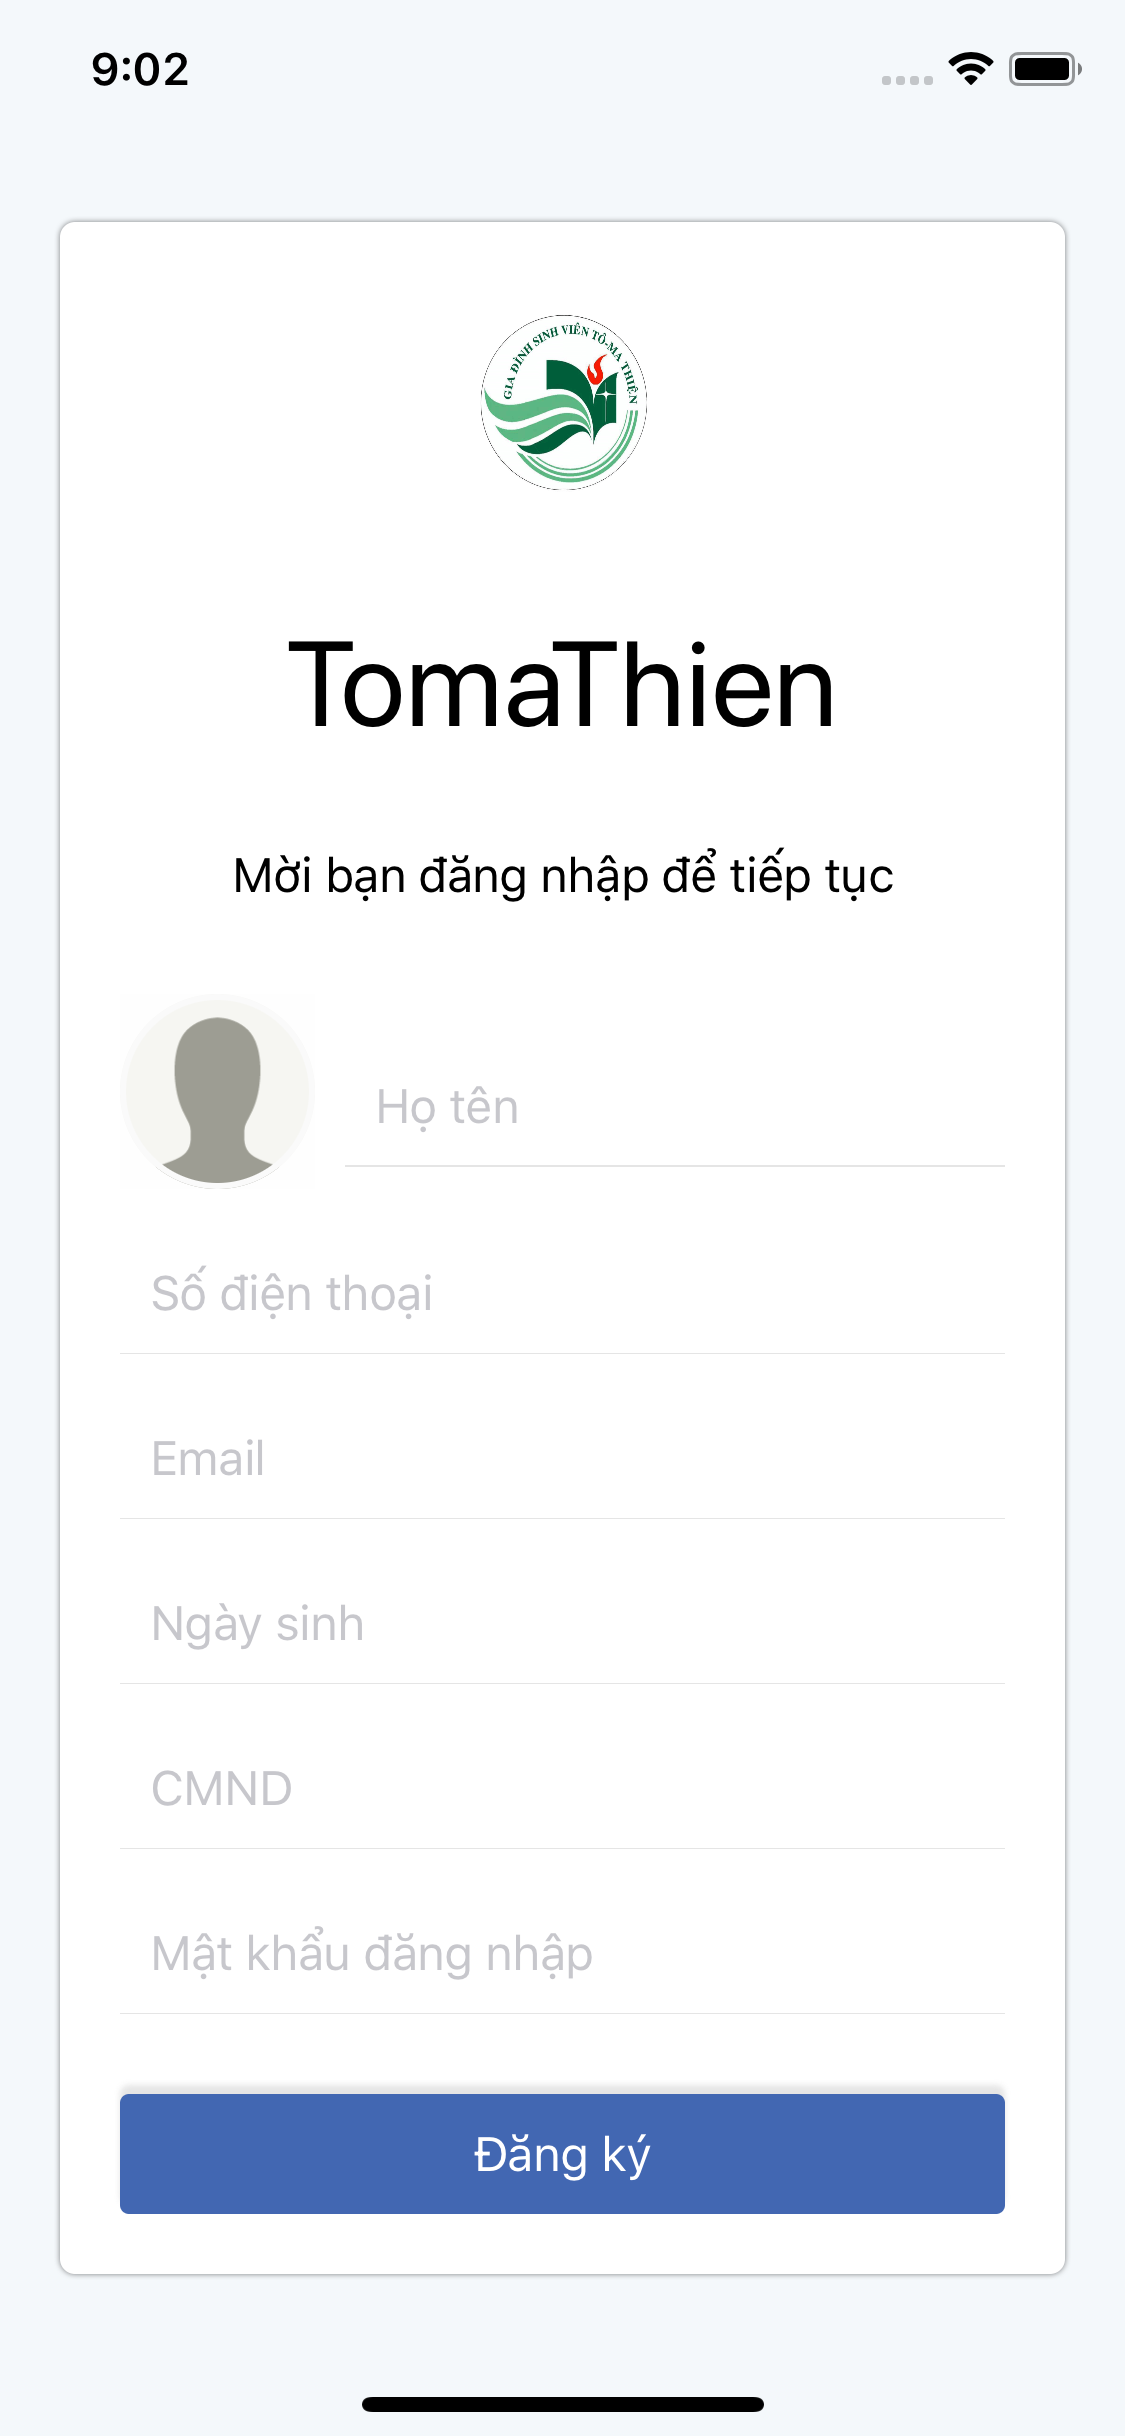 9:02
GIA ĐÌNH SINH VIÊN TÔ-MA THIỆN
TomaThien
Mời bạn đăng nhập để tiếp tục
Họ tên
Số điện thoại
Email
Ngày sinh
CMND
Mật khẩu đăng nhập
Đăng ký